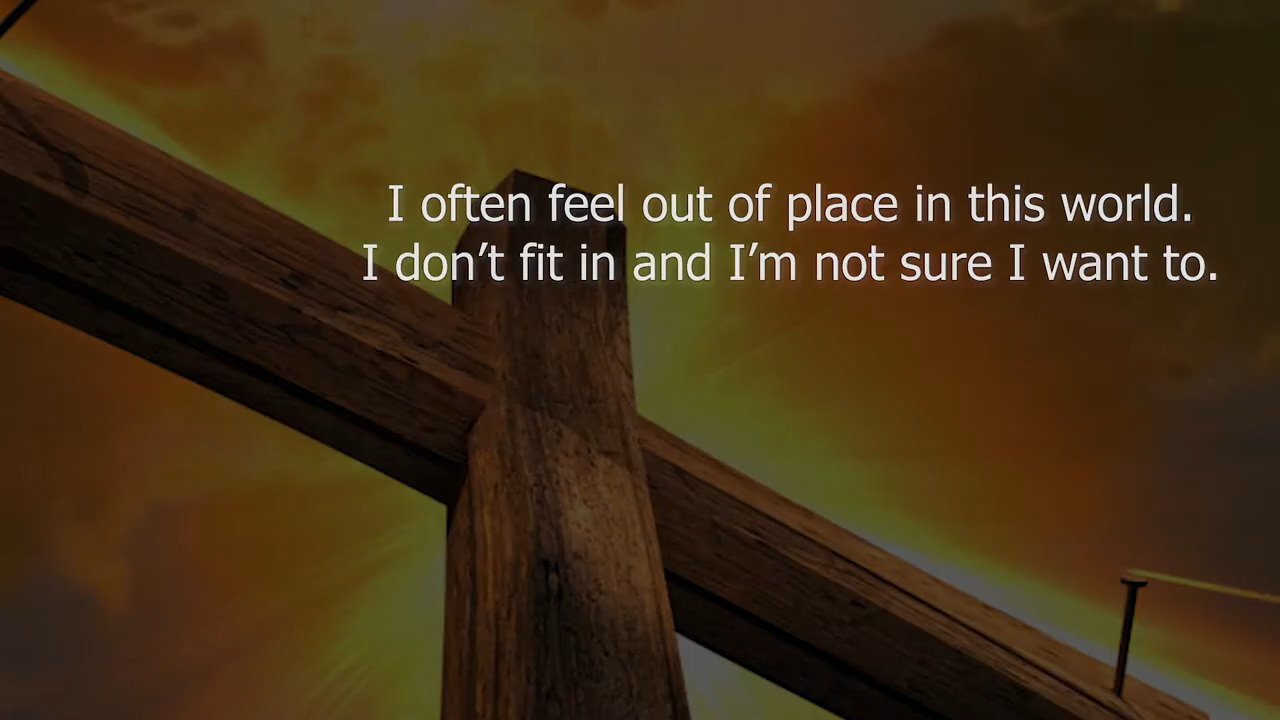 I often feel out of place in this world.
I don’t fit in and I’m not sure I want to.